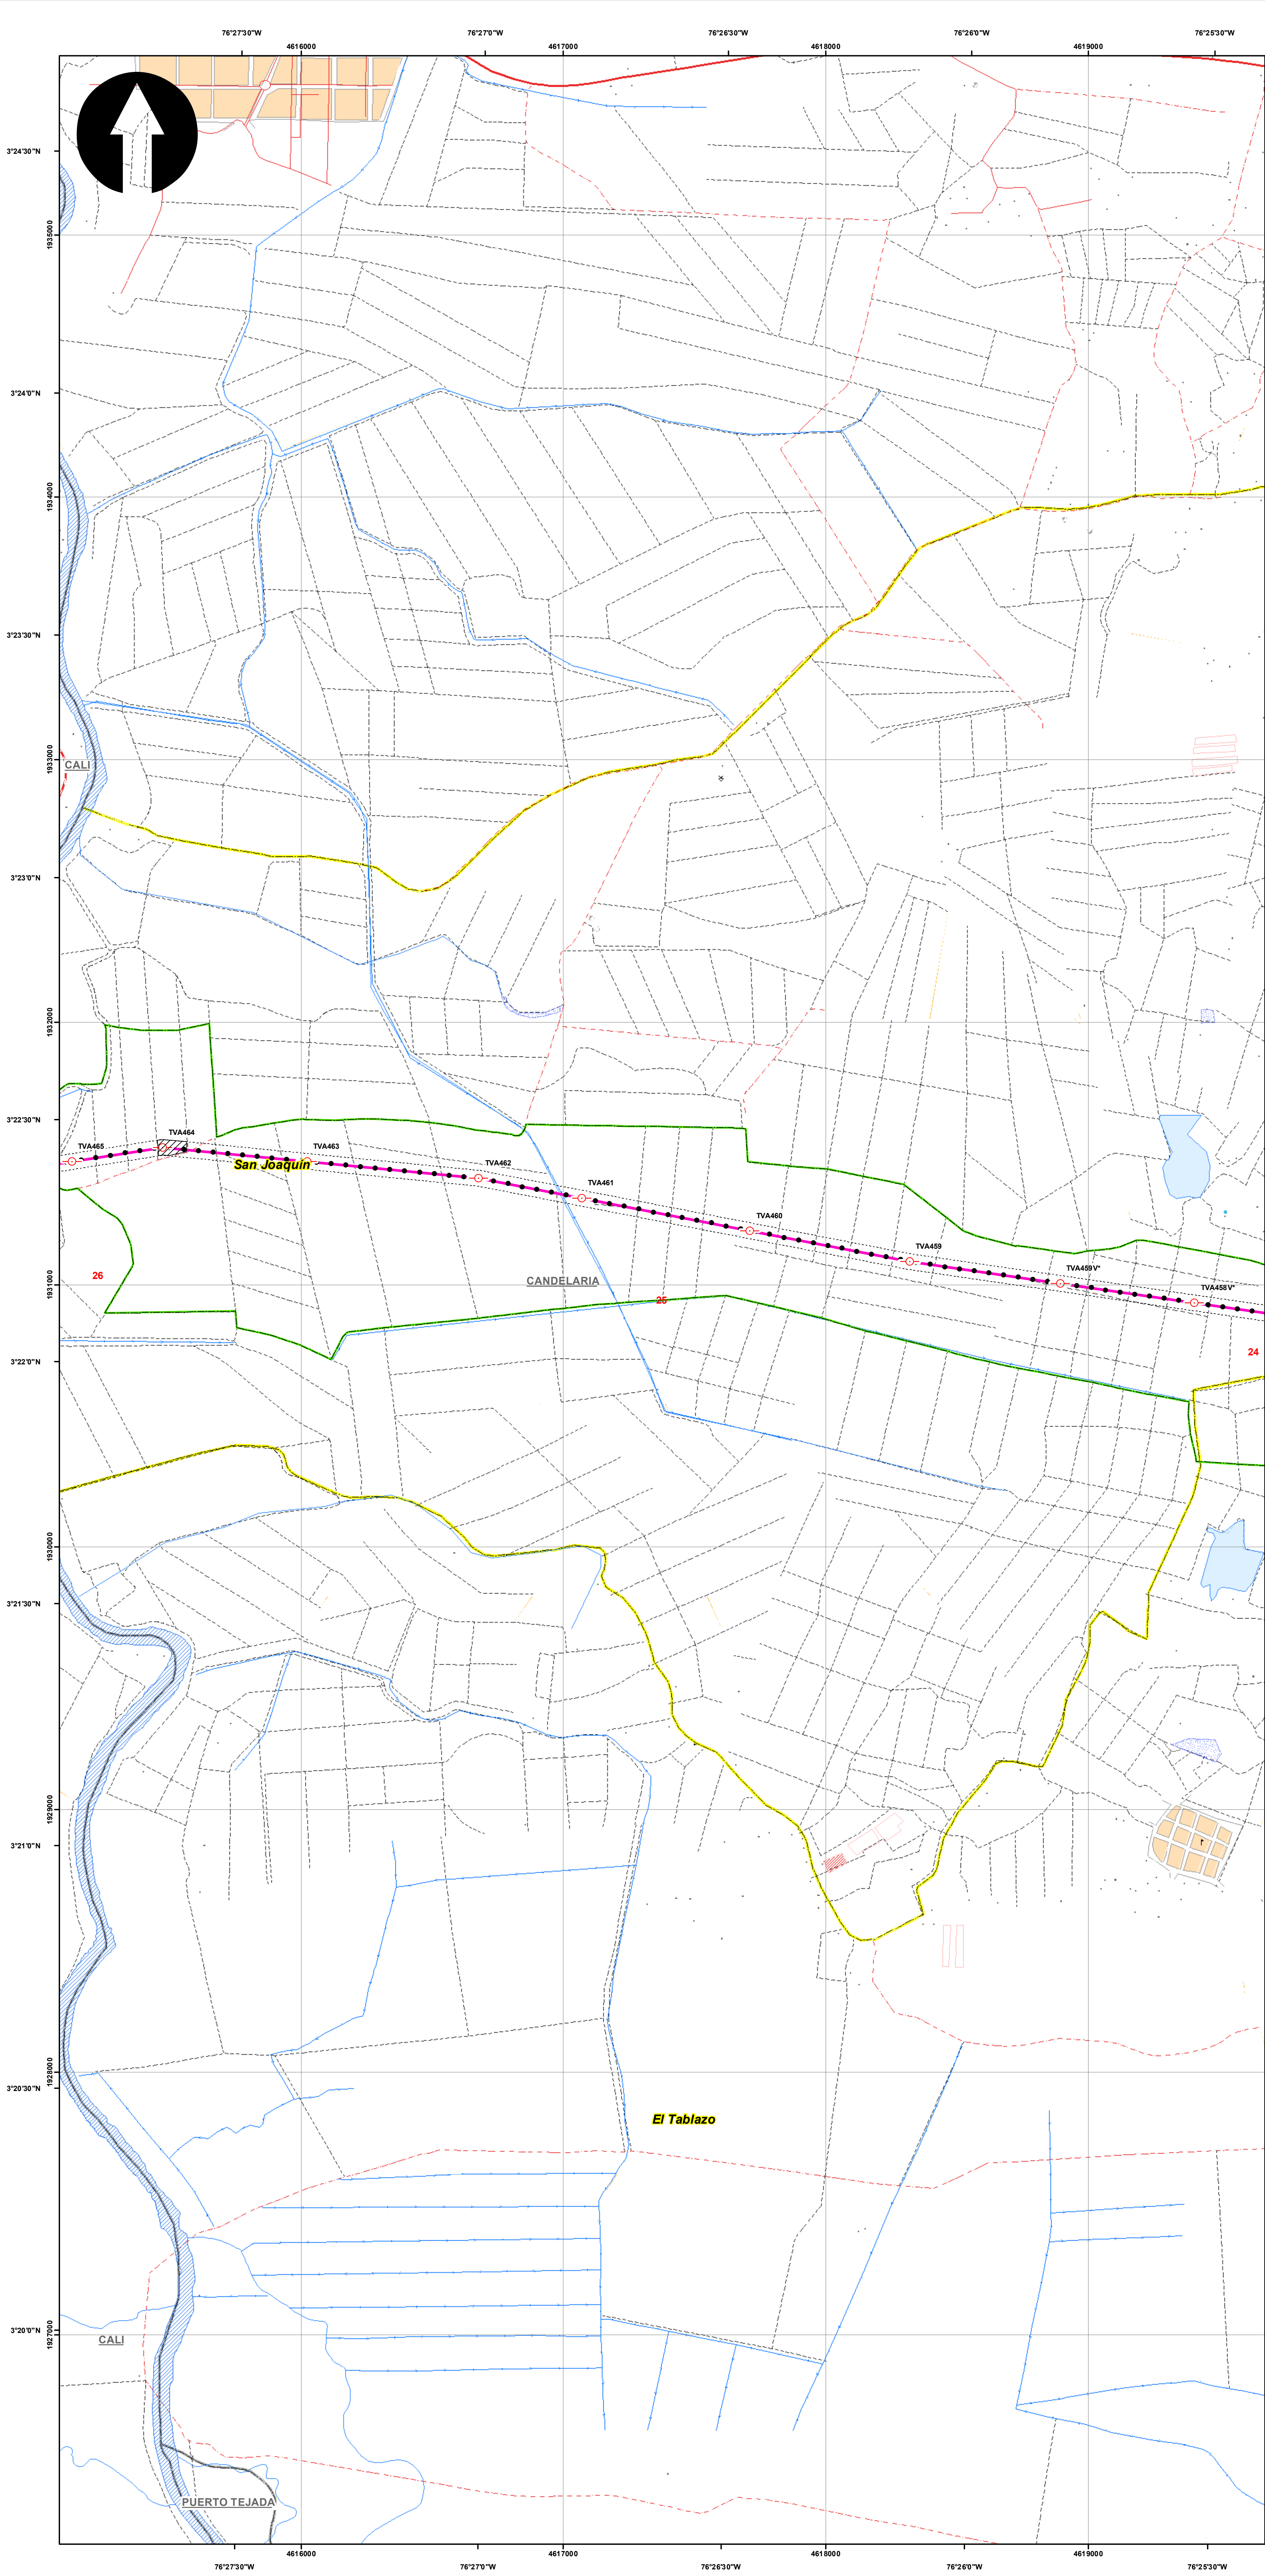 76°27'30"W 76°27'0"W 76°26'30"W 76°26'0"W 76°25'30"W
4616000 4617000 4618000 4619000
3°24'30"N
1935000
3°24'0"N
1934000
3°23'30"N
1933000
CALI
3°23'0"N
1932000
3°22'30"N
TVA465 TVA464 TVA463 TVA462 TVA461 TVA460 TVA459 TVA459V* TVA458V*
San Joaquín
26
1931000
CANDELARIA
25
24
3°22'0"N
1930000
3°21'30"N
1929000
3°21'0"N
1928000
3°20'30"N
El Tablazo
3°20'0"N
1927000
CALI
PUERTO TEJADA
4616000 4617000 4618000 4619000
76°27'30"W 76°27'0"W 76°26'30"W 76°26'0"W 76°25'30"W